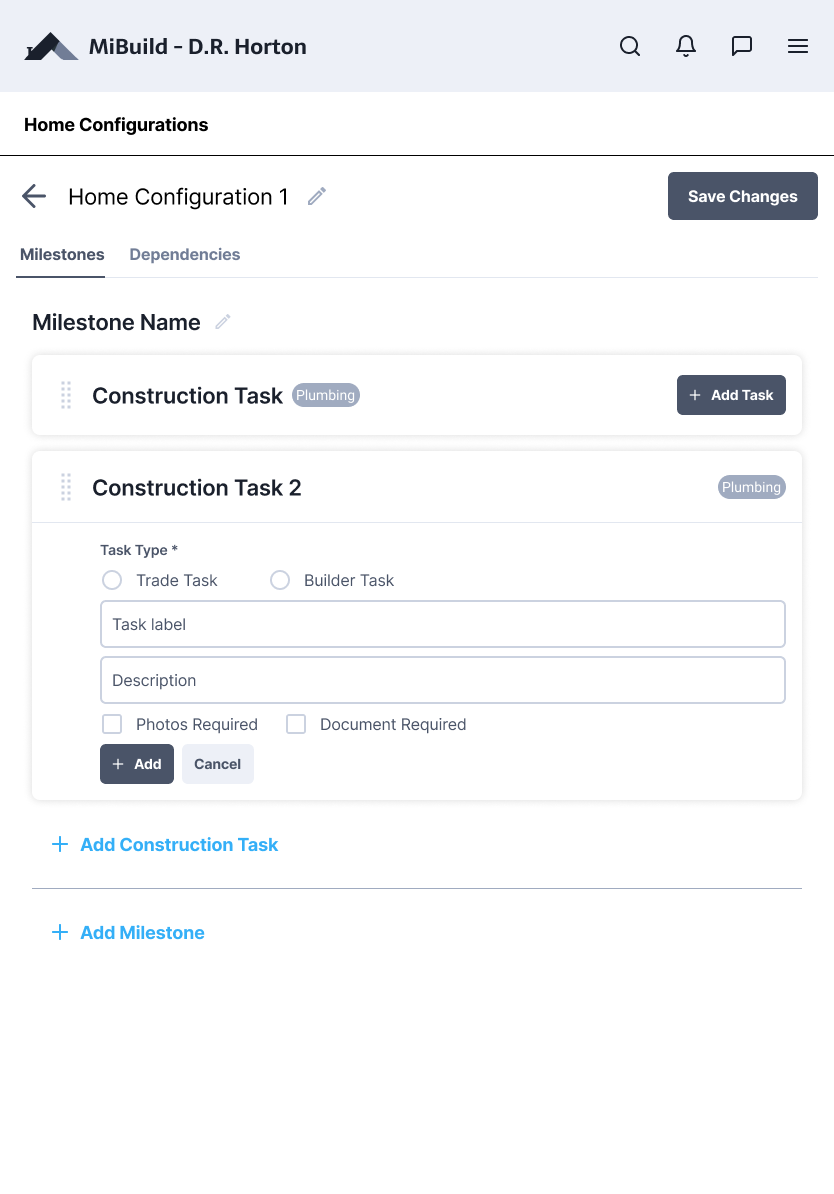 MiBuild - D.R. Horton
Home Configurations
Home Configuration 1
Save Changes
Milestones Dependencies
Milestone Name
Construction Task Plumbing + Add Task
Construction Task 2 Plumbing
Task Type *
Trade Task Builder Task
Task label
Description
Photos Required Document Required
+ Add Cancel
+ Add Construction Task
+ Add Milestone